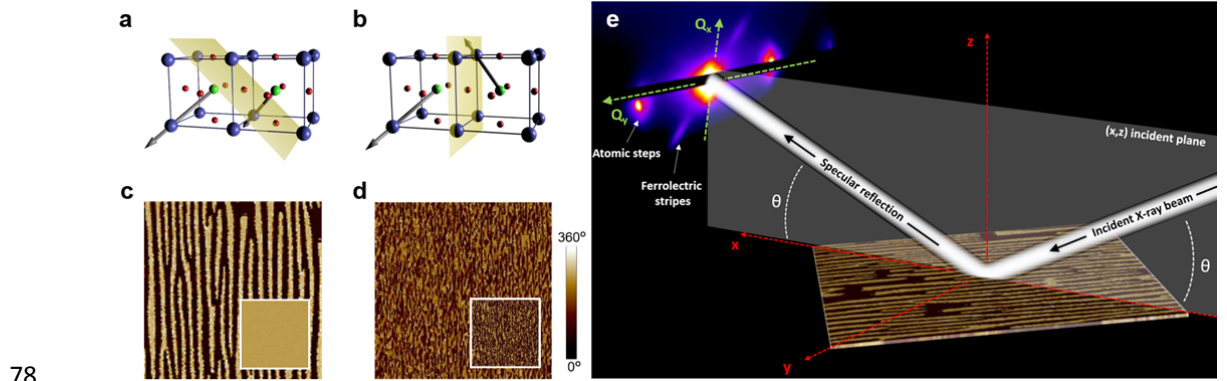 a
b
e
Qx
z
Qy
Atomic steps
(x,z) incident plane
Ferrolectric
stripes
Specular reflection
Incident X-ray beam
θ
θ
x
y
c
d
360º
0º
78